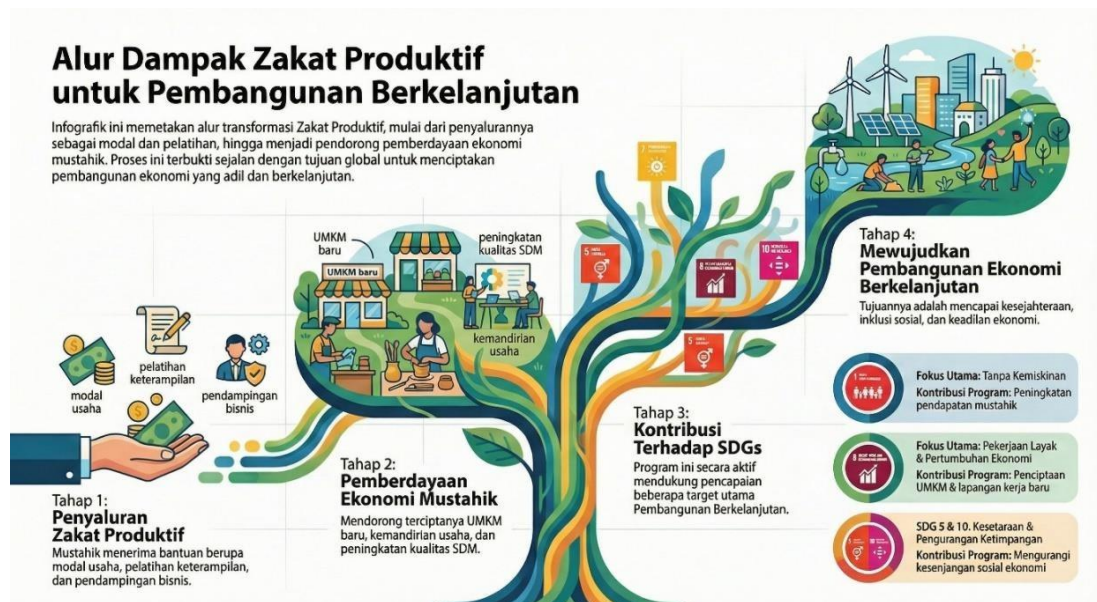 Alur Dampak Zakat Produktif
untuk Pembangunan Berkelanjutan
Infografik ini memetakan alur transformasi Zakat Produktif, mulai dari penyalurannya
sebagai modal dan pelatihan, hingga menjadi pendorong pemberdayaan ekonomi
mustahik. Proses ini terbukti sejalan dengan tujuan global untuk menciptakan
pembangunan ekonomi yang adil dan berkelanjutan.
modal
usaha
pelatihan
keterampilan
pendampingan
bisnis
Tahap 1:
Penyaluran
Zakat Produktif
Mustahik menerima bantuan berupa
modal usaha, pelatihan keterampilan,
dan pendampingan bisnis.
UMKM
baru
UMKM baru
peningkatan
kualitas SDM
kemandirian
usaha
Tahap 2:
Pemberdayaan
Ekonomi Mustahik
Mendorong terciptanya UMKM
baru, kemandirian usaha, dan
peningkatan kualitas SDM.
7
5
8
10
5
Tahap 3:
Kontribusi
Terhadap SDGs
Program ini secara aktif
mendukung pencapaian
beberapa target utama
Pembangunan Berkelanjutan.
Tahap 4:
Mewujudkan
Pembangunan Ekonomi
Berkelanjutan
Tujuannya adalah mencapai kesejahteraan,
inklusi sosial, dan keadilan ekonomi.
1
Fokus Utama: Tanpa Kemiskinan
Kontribusi Program: Peningkatan
pendapatan mustahik
8
Fokus Utama: Pekerjaan Layak
& Pertumbuhan Ekonomi
Kontribusi Program: Penciptaan
UMKM & lapangan kerja baru
SDG 5 & 10. Kesetaraan &
Pengurangan Ketimpangan
Kontribusi Program: Mengurangi
kesenjangan sosial ekonomi